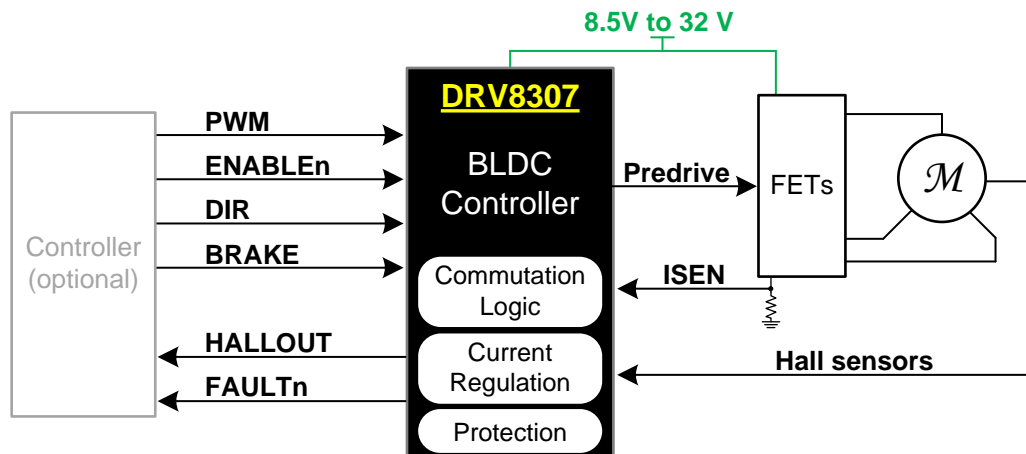 8.5V to 32 V
DRV8307
BLDC
Controller
PWM
ENABLEn
DIR
BRAKE
HALLOUT
FAULTn
Controller
(optional)
Predrive
FETs
M
ISEN
Hall sensors
Commutation
Logic
Current
Regulation
Protection